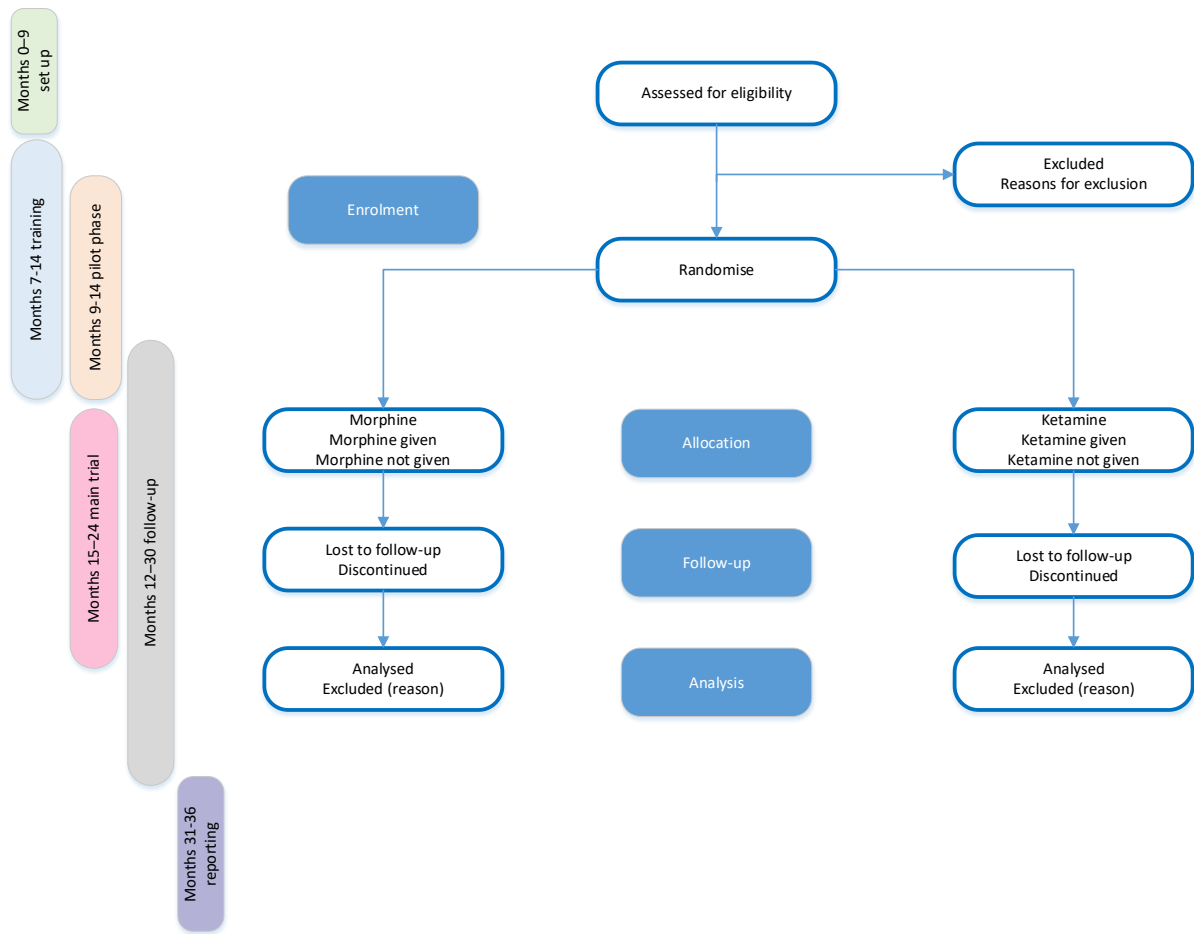 Months 0–9
set up
Months 7-14 training
Months 9-14 pilot phase
Months 15–24 main trial
Months 12–30 follow-up
Months 31-36
reporting
Assessed for eligibility
Excluded
Reasons for exclusion
Enrolment
Randomise
Morphine
Morphine given
Morphine not given
Allocation
Ketamine
Ketamine given
Ketamine not given
Lost to follow-up
Discontinued
Follow-up
Lost to follow-up
Discontinued
Analysed
Excluded (reason)
Analysis
Analysed
Excluded (reason)